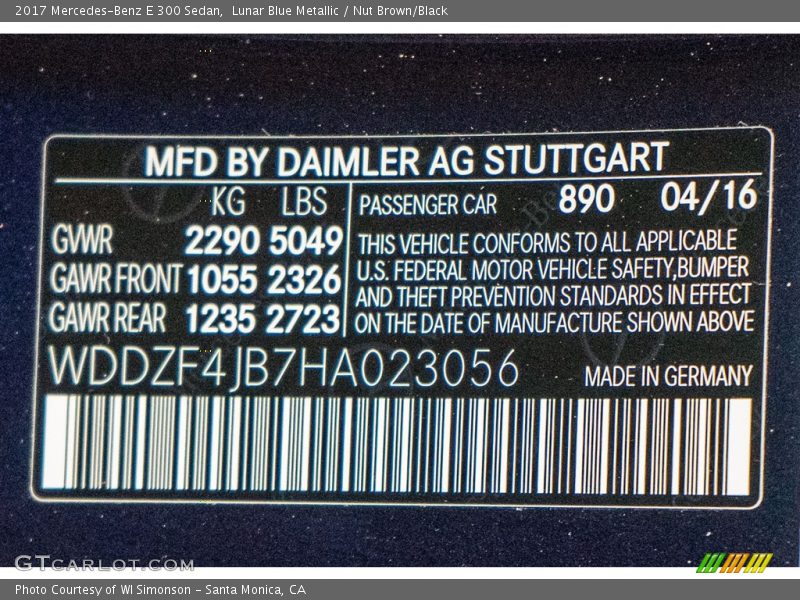 2017 Mercedes-Benz E 300 Sedan,  Lunar Blue Metallic / Nut Brown/Black
MFD BY DAIMLER AG STUTTGART
KG LBS
GVWR 2290 5049
GAWR FRONT 1055 2326
GAWR REAR 1235 2723
PASSENGER CAR 890 04/16
THIS VEHICLE CONFORMS TO ALL APPLICABLE
U.S. FEDERAL MOTOR VEHICLE SAFETY,BUMPER
AND THEFT PREVENTION STANDARDS IN EFFECT
ON THE DATE OF MANUFACTURE SHOWN ABOVE
WDDZF4JB7HA023056
MADE IN GERMANY
GTCARLOT.COM
Photo Courtesy of WI Simonson - Santa Monica, CA